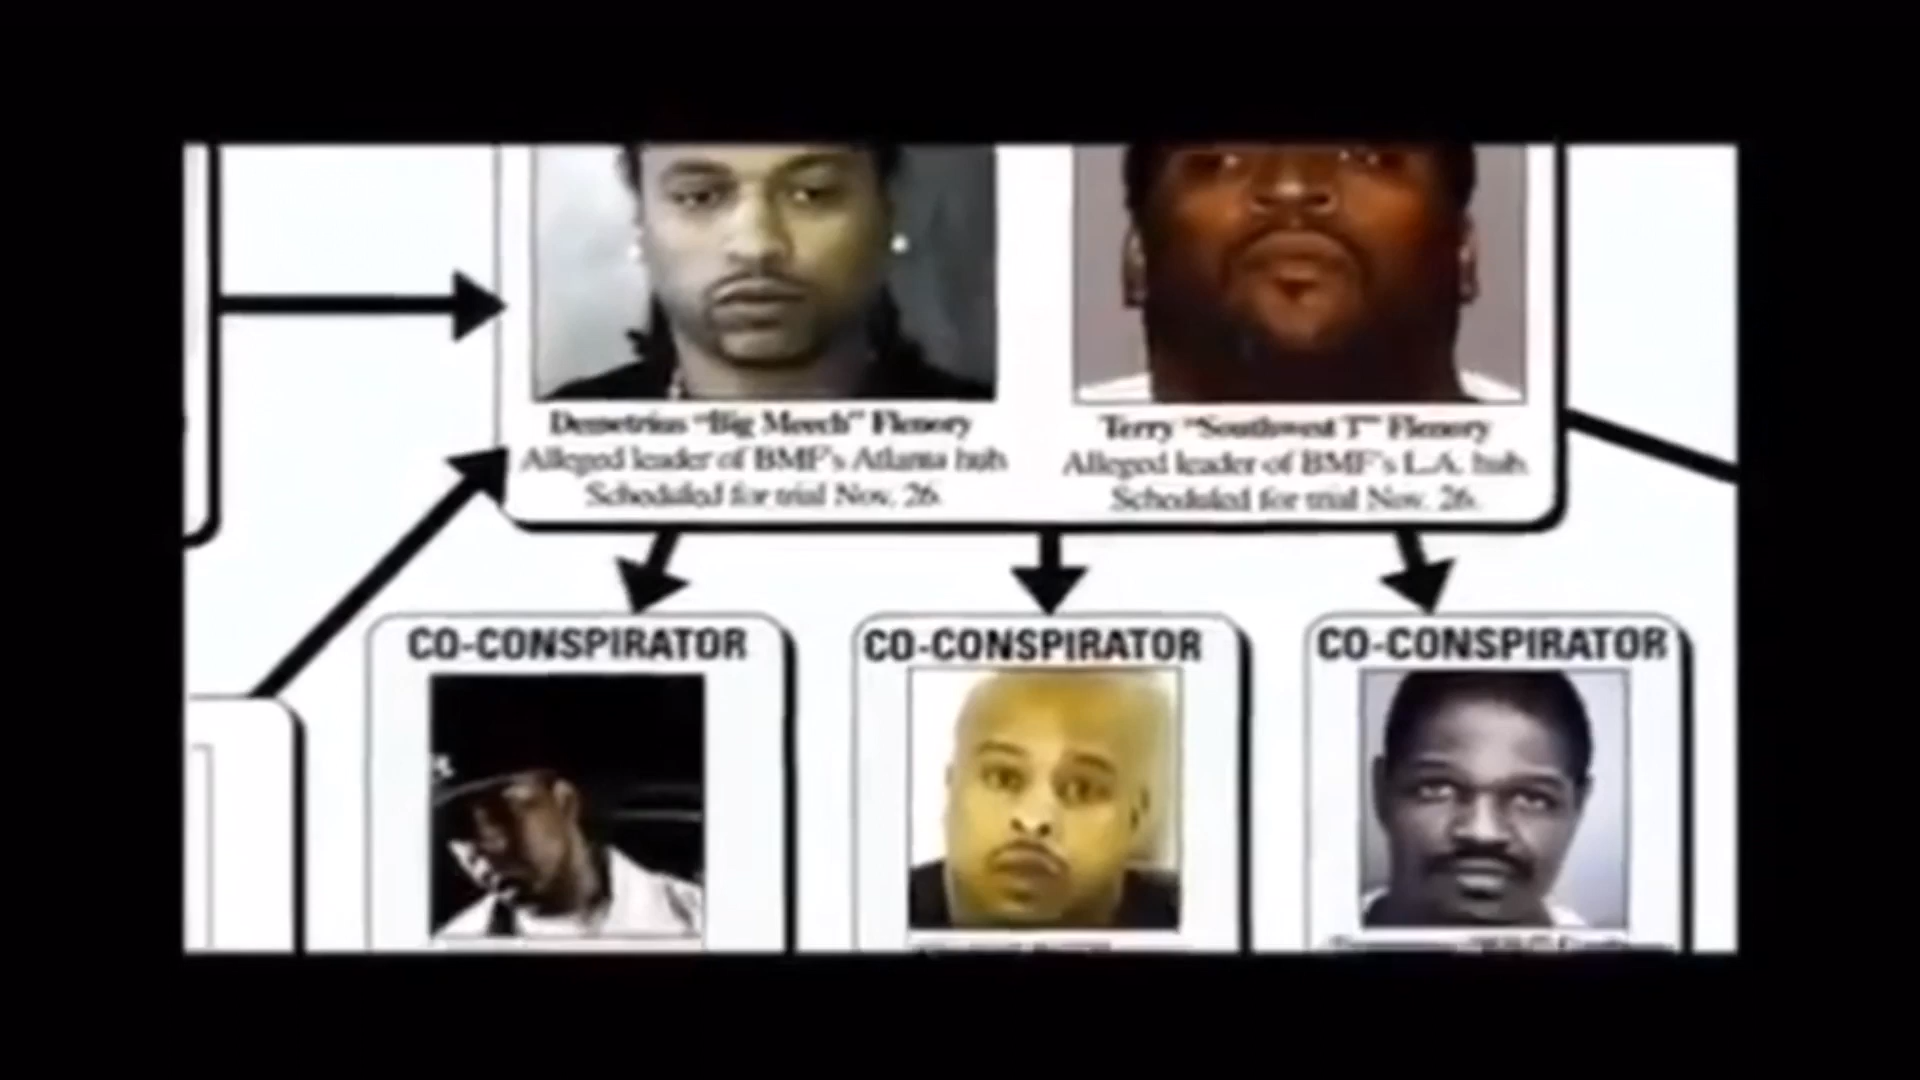 Demetrius "Big Meech" Flenory
Alleged leader of BMF's Atlanta hub.
Scheduled for trial Nov. 26.
Terry "Southwest T" Flenory
Alleged leader of BMF's L.A. hub.
Scheduled for trial Nov. 26.
CO-CONSPIRATOR
CO-CONSPIRATOR
CO-CONSPIRATOR